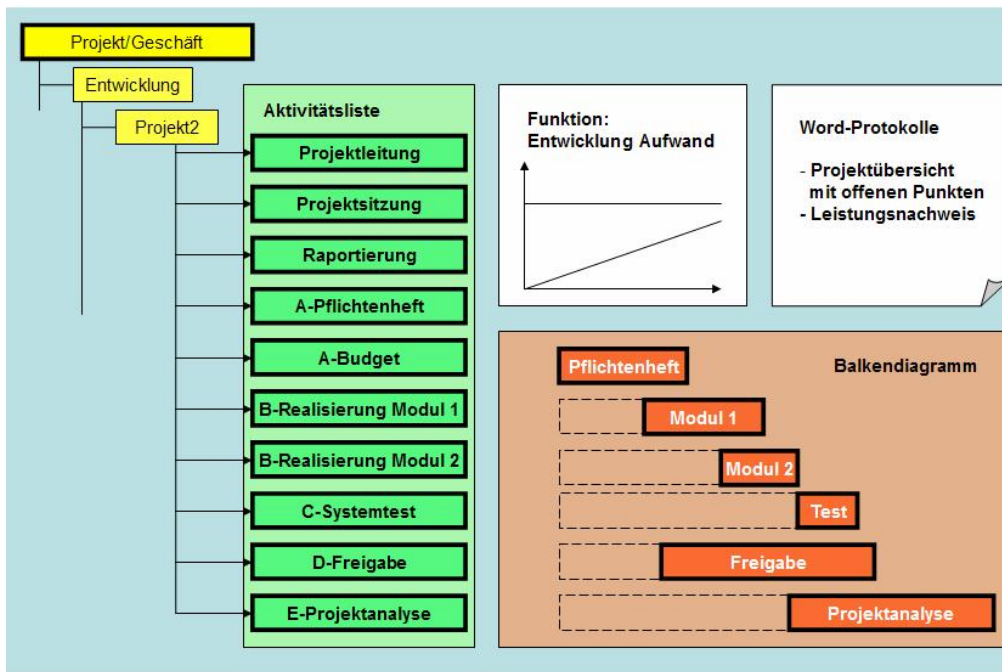 Projekt/Geschäft
Entwicklung
Projekt2
Aktivitätsliste
Projektleitung
Projektsitzung
Raportierung
A-Pflichtenheft
A-Budget
B-Realisierung Modul 1
B-Realisierung Modul 2
C-Systemtest
D-Freigabe
E-Projektanalyse
Funktion:
Entwicklung Aufwand
Word-Protokolle
- Projektübersicht
mit offenen Punkten
- Leistungsnachweis
Balkendiagramm
Pflichtenheft
Modul 1
Modul 2
Test
Freigabe
Projektanalyse